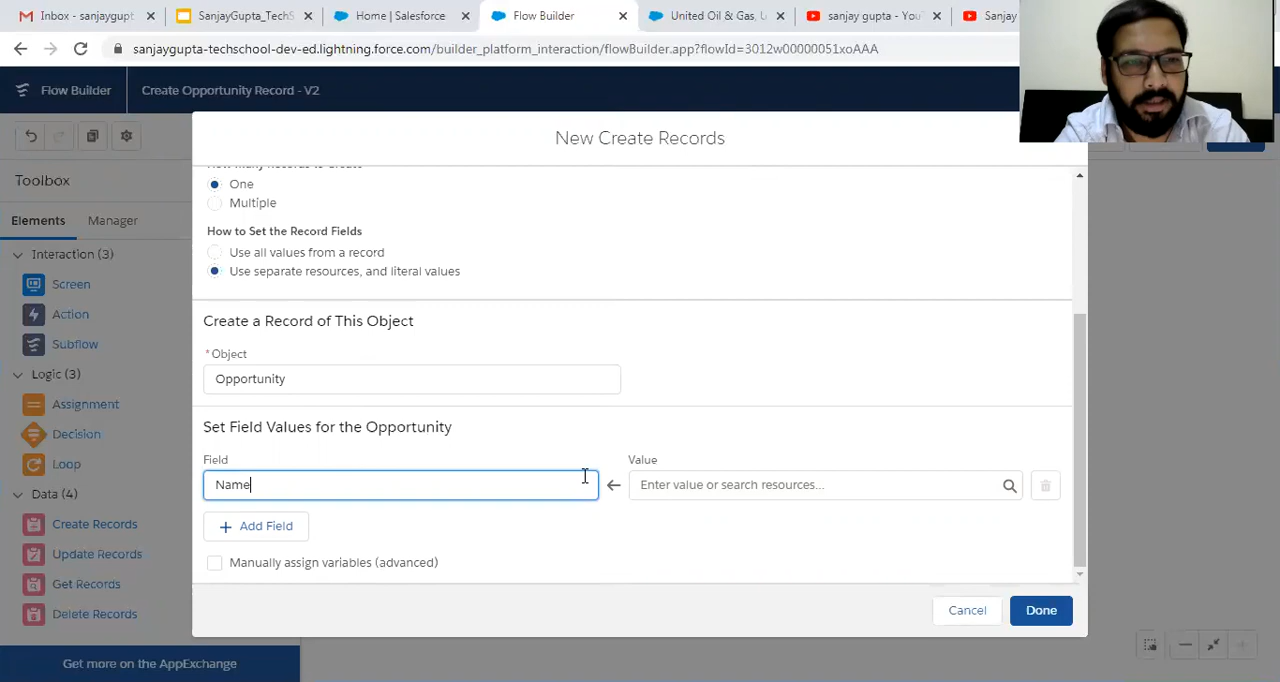 Inbox - sanjaygupt
SanjayGupta_TechS
Home | Salesforce
Flow Builder
United Oil & Gas, U
sanjay gupta - YouT
Sanjay
sanjaygupta-techschool-dev-ed.lightning.force.com/builder_platform_interaction/flowBuilder.app?flowId=3012w00000051xoAAA
Flow Builder
Create Opportunity Record - V2
New Create Records
Toolbox
One
Multiple
Elements
Manager
How to Set the Record Fields
Interaction (3)
Use all values from a record
Use separate resources, and literal values
Screen
Action
Create a Record of This Object
Subflow
* Object
Logic (3)
Opportunity
Assignment
Set Field Values for the Opportunity
Decision
Field
Value
Loop
Name
Enter value or search resources...
Data (4)
Create Records
Add Field
Update Records
Manually assign variables (advanced)
Get Records
Delete Records
Cancel
Done
Get more on the AppExchange